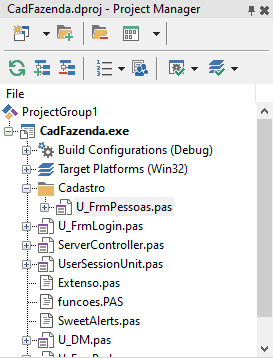 CadFazenda.dproj - Project Manager
File
ProjectGroup1
CadFazenda.exe
Build Configurations (Debug)
Target Platforms (Win32)
Cadastro
U_FrmPessoas.pas
U_FrmLogin.pas
ServerController.pas
UserSessionUnit.pas
Extenso.pas
funcoes.PAS
SweetAlerts.pas
U_DM.pas